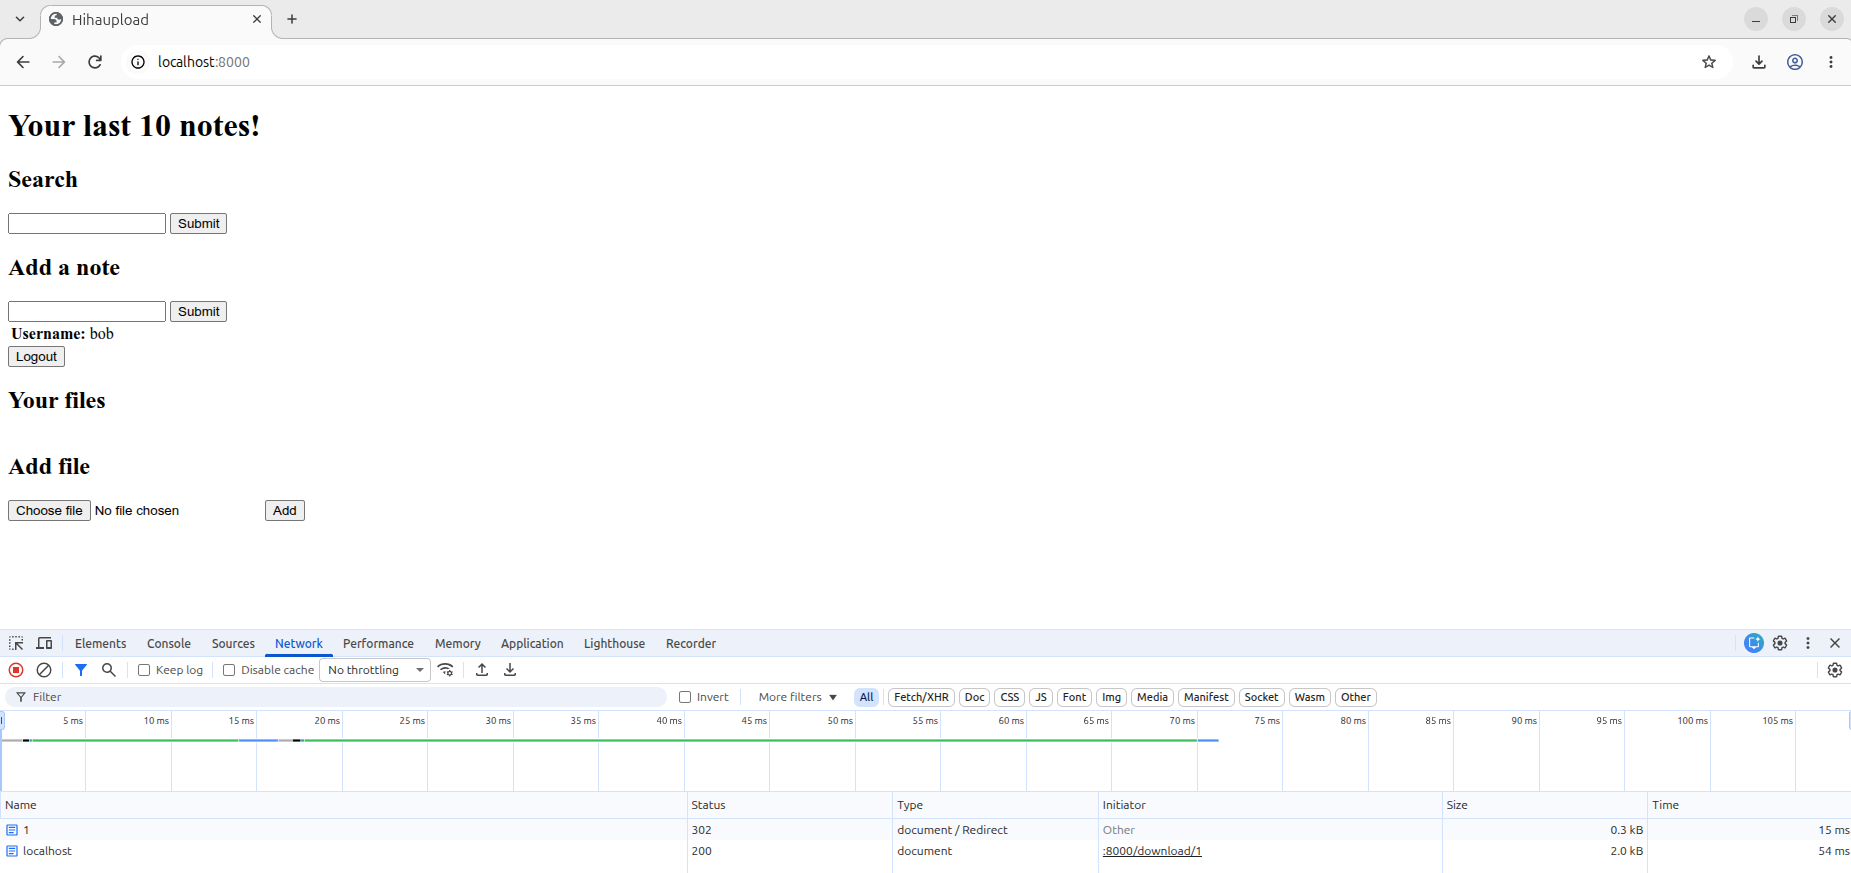 Hihaupload
localhost:8000
Your last 10 notes!
Search
Submit
Add a note
Submit
Username: bob
Logout
Your files
Add file
Choose file No file chosen Add
Elements Console Sources Network Performance Memory Application Lighthouse Recorder
Keep log Disable cache No throttling
Filter Invert More filters All Fetch/XHR Doc CSS JS Font Img Media Manifest Socket Wasm Other
5 ms 10 ms 15 ms 20 ms 25 ms 30 ms 35 ms 40 ms 45 ms 50 ms 55 ms 60 ms 65 ms 70 ms 75 ms 80 ms 85 ms 90 ms 95 ms 100 ms 105 ms
Name Status Type Initiator Size Time
1 302 document / Redirect Other 0.3 kB 15 ms
localhost 200 document :8000/download/1 2.0 kB 54 ms